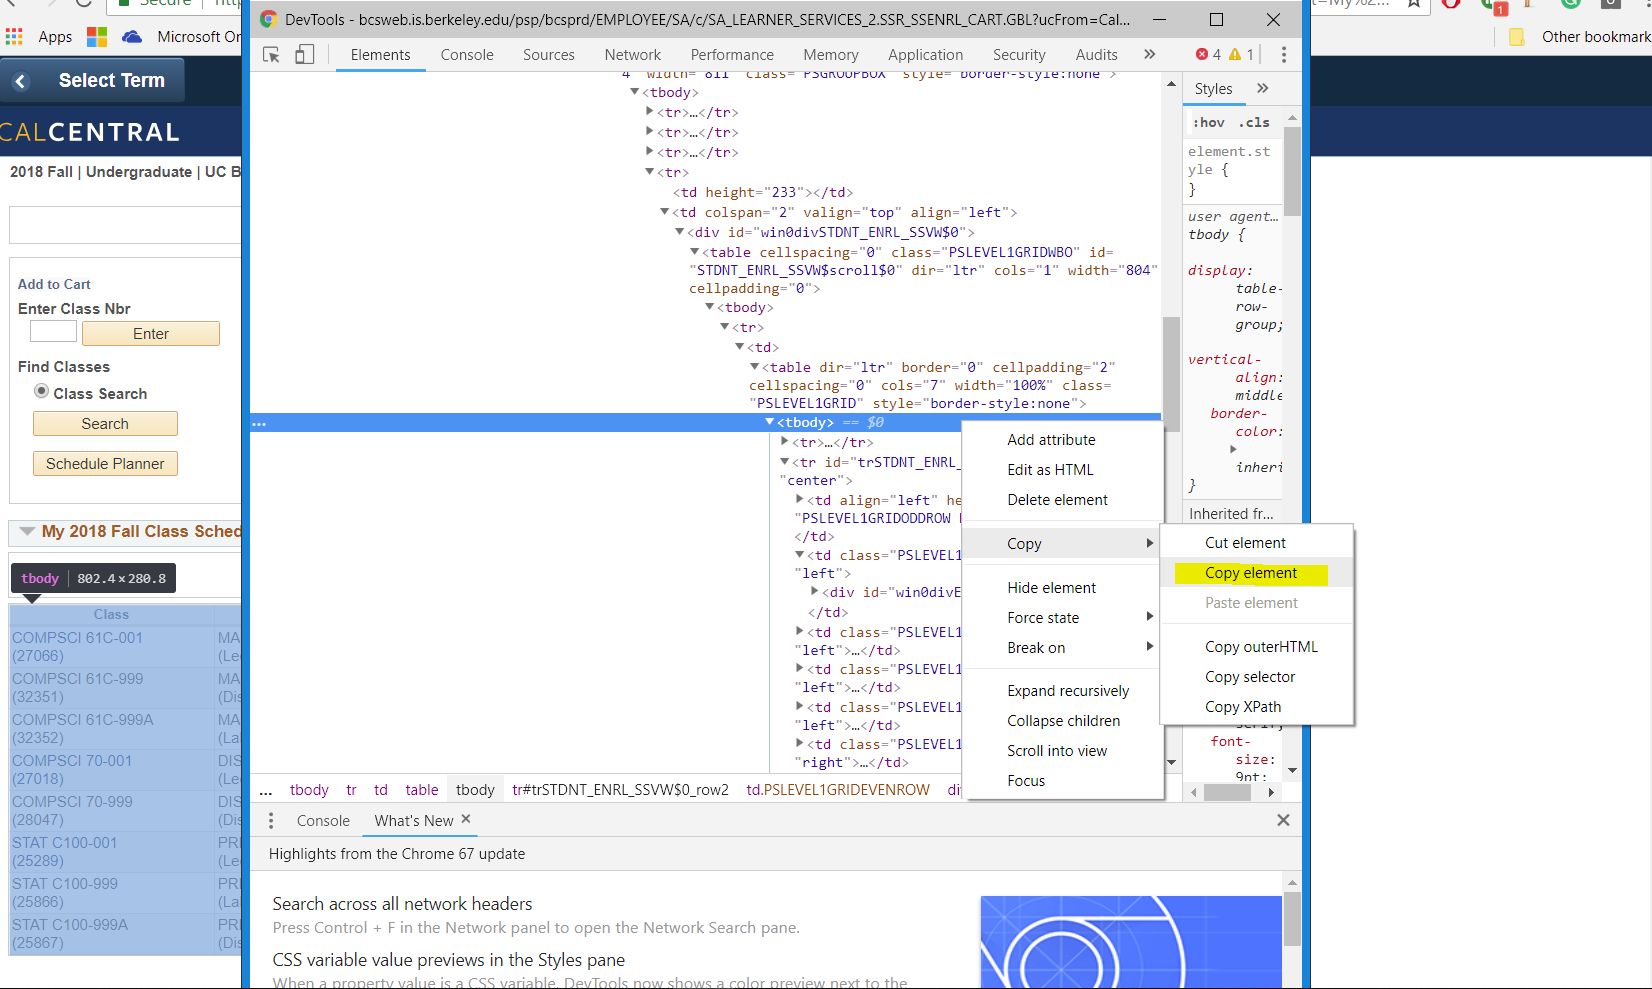 DevTools - bcsweb.is.berkeley.edu/psp/bcsprd/EMPLOYEE/SA/c/SA_LEARNER_SERVICES_2.SSR_SSENRL_CART.GBL?ucFrom=Cal...
Secure
Apps
Microsoft Or
Other bookmark
Elements Console Sources Network Performance Memory Application Security Audits » 4 1
Select Term
CALCENTRAL
2018 Fall | Undergraduate | UC B
Add to Cart
Enter Class Nbr
Enter
Find Classes
Class Search
Search
Schedule Planner
My 2018 Fall Class Sched
tbody 802.4×280.8
Class
COMPSCI 61C-001 MA
(27066) (Le
COMPSCI 61C-999 MA
(32351) (Dis
COMPSCI 61C-999A MA
(32352) (La
COMPSCI 70-001 DIS
(27018) (Le
COMPSCI 70-999 DIS
(28047) (Dis
STAT C100-001 PRI
(25289) (Le
STAT C100-999 PRI
(25866) (La
STAT C100-999A PRI
(25867) (Dis
4" width="811" class="PSGROUPBOX" style="border-style:none">
<tbody>
<tr>…</tr>
<tr>…</tr>
<tr>…</tr>
<tr>
<td height="233"></td>
<td colspan="2" valign="top" align="left">
<div id="win0divSTDNT_ENRL_SSVW$0">
<table cellspacing="0" class="PSLEVEL1GRIDWBO" id=
"STDNT_ENRL_SSVW$scroll$0" dir="ltr" cols="1" width="804"
cellpadding="0">
<tbody>
<tr>
<td>
<table dir="ltr" border="0" cellpadding="2"
cellspacing="0" cols="7" width="100%" class=
"PSLEVEL1GRID" style="border-style:none">
... <tbody> == $0
<tr>…</tr>
<tr id="trSTDNT_ENRL_
"center">
<td align="left" he
"PSLEVEL1GRIDODDROW
</td>
<td class="PSLEVEL1
"left">
<div id="win0divE
</td>
<td class="PSLEVEL1
"left">…</td>
<td class="PSLEVEL1
"left">…</td>
<td class="PSLEVEL1
"left">…</td>
<td class="PSLEVEL1
"right">…</td>
Add attribute
Edit as HTML
Delete element
Copy
Hide element
Force state
Break on
Expand recursively
Collapse children
Scroll into view
Focus
Cut element
Copy element
Paste element
Copy outerHTML
Copy selector
Copy XPath
Styles »
:hov .cls
element.st
yle {
}
user agent…
tbody {
display:
table-
row-
group;
vertical-
align:
middle
border-
color:
inheri
}
Inherited fr...
font-
size:
9pt;
... tbody tr td table tbody tr#trSTDNT_ENRL_SSVW$0_row2 td.PSLEVEL1GRIDEVENROW di
Console What's New ×
Highlights from the Chrome 67 update
Search across all network headers
Press Control + F in the Network panel to open the Network Search pane.
CSS variable value previews in the Styles pane
When a property value is a CSS variable, DevTools now shows a color preview next to the